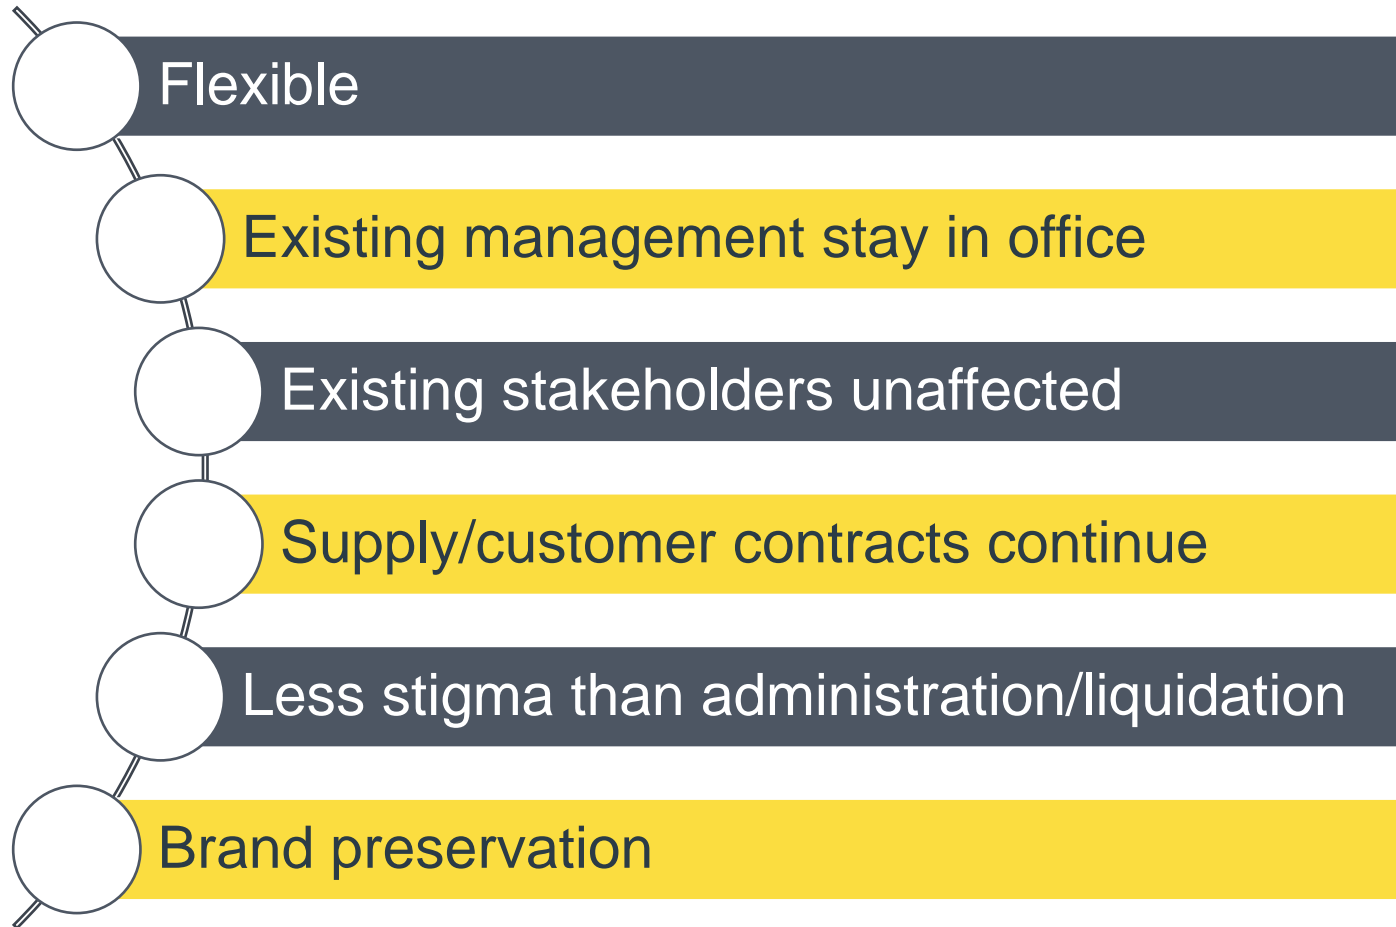 Flexible
Existing management stay in office
Existing stakeholders unaffected
Supply/customer contracts continue
Less stigma than administration/liquidation
Brand preservation